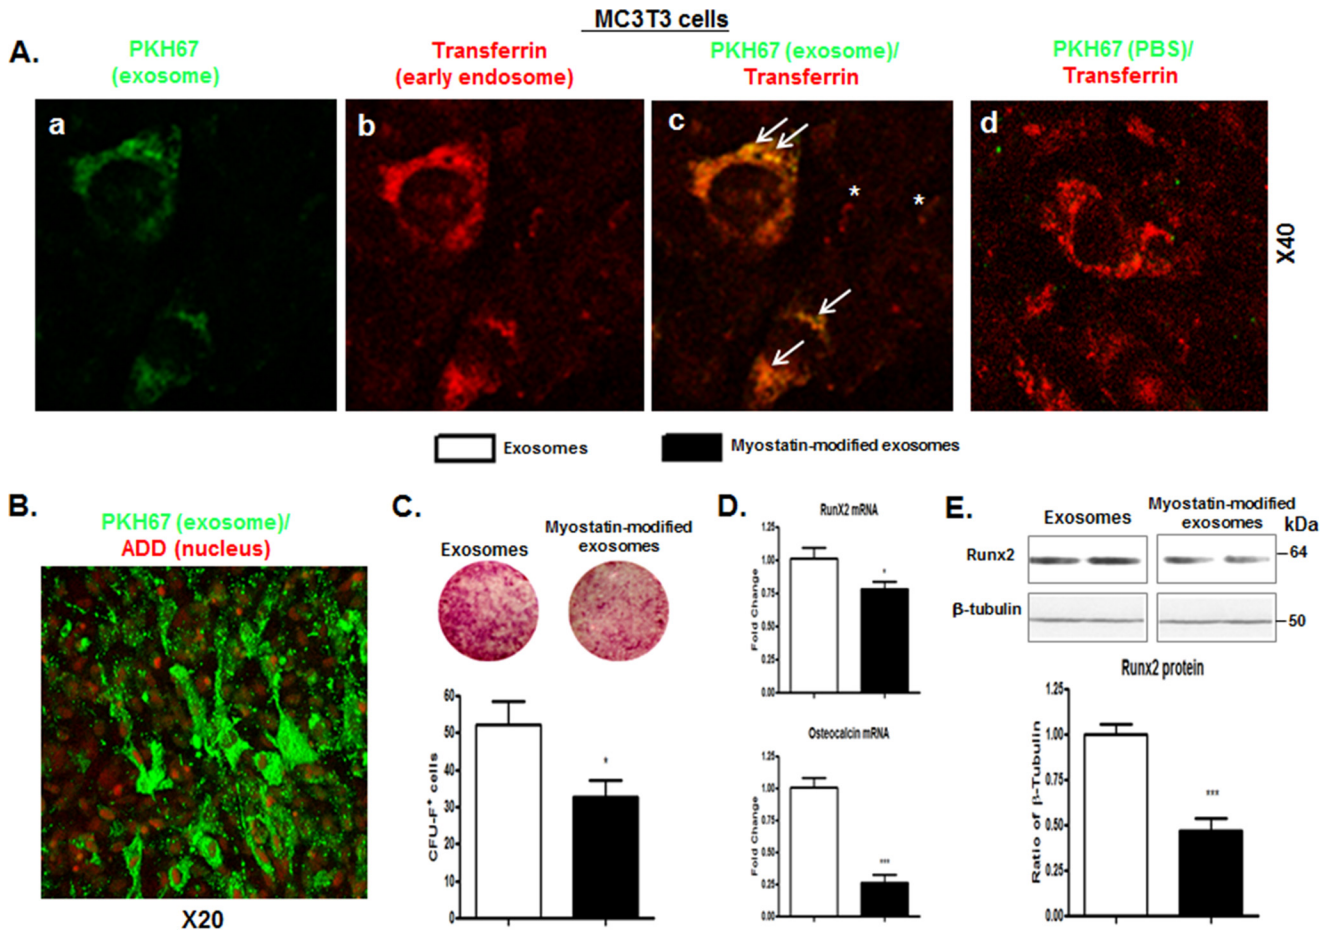 MC3T3 cells
A.
PKH67
(exosome)
Transferrin
(early endosome)
PKH67 (exosome)/
Transferrin
PKH67 (PBS)/
Transferrin
a
b
c
*
*
d
X40
Exosomes
Myostatin-modified exosomes
B.
PKH67 (exosome)/
ADD (nucleus)
X20
C.
Exosomes
Myostatin-modified
exosomes
CFU-F+ cells
60
50
40
30
20
10
0
*
D.
RunX2 mRNA
Fold Change
1.25
1.00
0.75
0.50
0.25
0.00
*
Osteocalcin mRNA
Fold Change
1.25
1.00
0.75
0.50
0.25
0.00
***
E.
Exosomes
Myostatin-modified
exosomes
kDa
Runx2
64
β-tubulin
50
Runx2 protein
Ratio of β-Tubulin
1.25
1.00
0.75
0.50
0.25
0.00
***